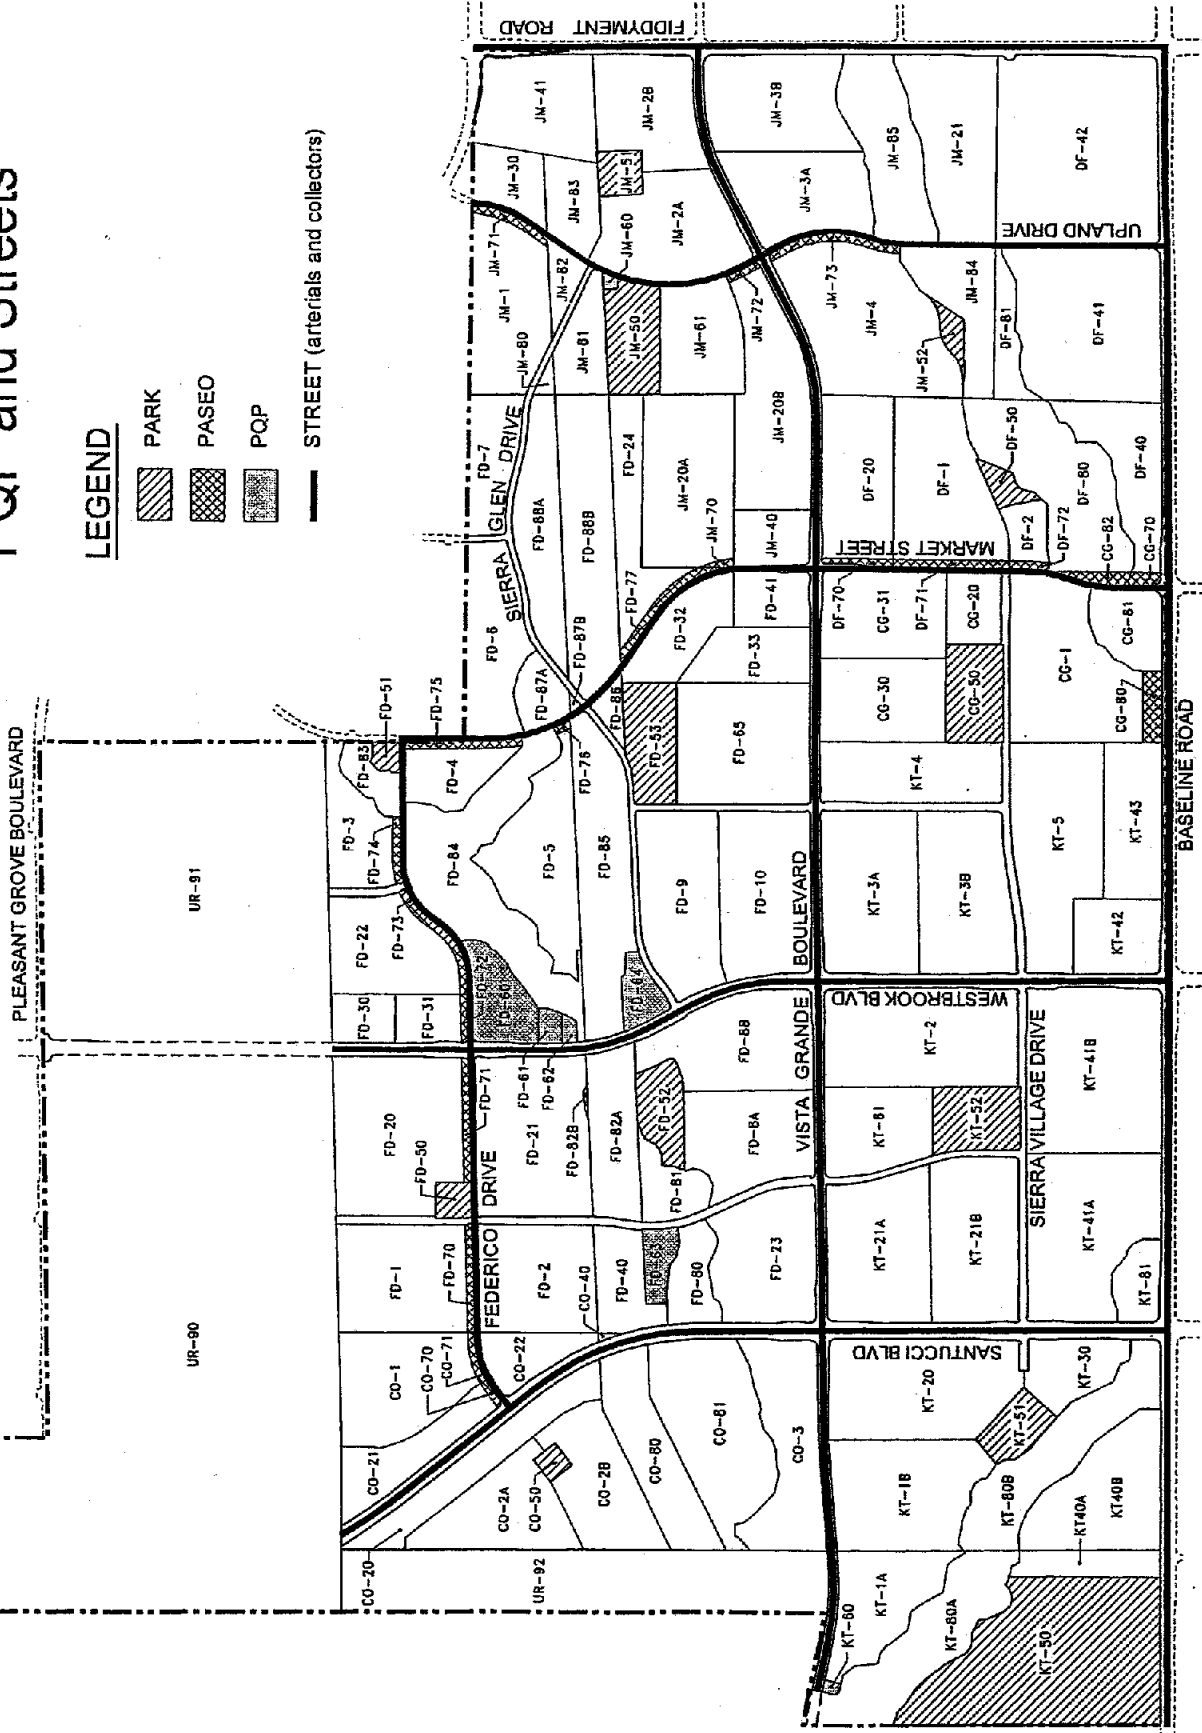 PQP and Streets
LEGEND
PARK
PASEO
PQP
STREET (arterials and collectors)
PLEASANT GROVE BOULEVARD
FIDDYMENT ROAD
BASELINE ROAD
SIERRA GLEN DRIVE
FEDERICO DRIVE
VISTA GRANDE BOULEVARD
WESTBROOK BLVD
SIERRA VILLAGE DRIVE
SANTUCCI BLVD
MARKET STREET
UPLAND DRIVE
UR-90
UR-91
UR-92
CO-20
CO-21
CO-1
CO-70
CO-71
CO-22
CO-2A
CO-50
CO-2B
CO-40
CO-80
CO-81
CO-3
FD-1
FD-70
FD-2
FD-40
FD-63
FD-80
FD-23
FD-20
FD-50
FD-71
FD-21
FD-61
FD-62
FD-82B
FD-82A
FD-52
FD-81
FD-8A
FD-8B
FD-30
FD-31
FD-22
FD-73
FD-72
FD-60
FD-64
FD-3
FD-74
FD-83
FD-51
FD-75
FD-4
FD-84
FD-5
FD-85
FD-76
FD-9
FD-10
FD-6
FD-87A
FD-87B
FD-86
FD-53
FD-65
FD-77
FD-32
FD-33
FD-41
FD-7
FD-88A
FD-88B
FD-24
JM-20A
JM-70
JM-40
JM-20B
JM-1
JM-71
JM-80
JM-81
JM-82
JM-83
JM-30
JM-41
JM-50
JM-60
JM-61
JM-51
JM-2A
JM-2B
JM-72
JM-3A
JM-3B
JM-73
JM-4
JM-52
JM-84
JM-85
JM-21
DF-42
DF-41
DF-81
DF-50
DF-80
DF-40
DF-20
DF-1
DF-2
DF-72
DF-70
DF-71
CG-82
CG-70
CG-31
CG-20
CG-30
CG-50
CG-1
CG-81
CG-80
KT-4
KT-5
KT-43
KT-42
KT-3A
KT-3B
KT-2
KT-61
KT-52
KT-41B
KT-41A
KT-81
KT-21A
KT-21B
KT-20
KT-30
KT-51
KT-1B
KT-80B
KT40A
KT40B
KT-1A
KT-60
KT-80A
KT-50